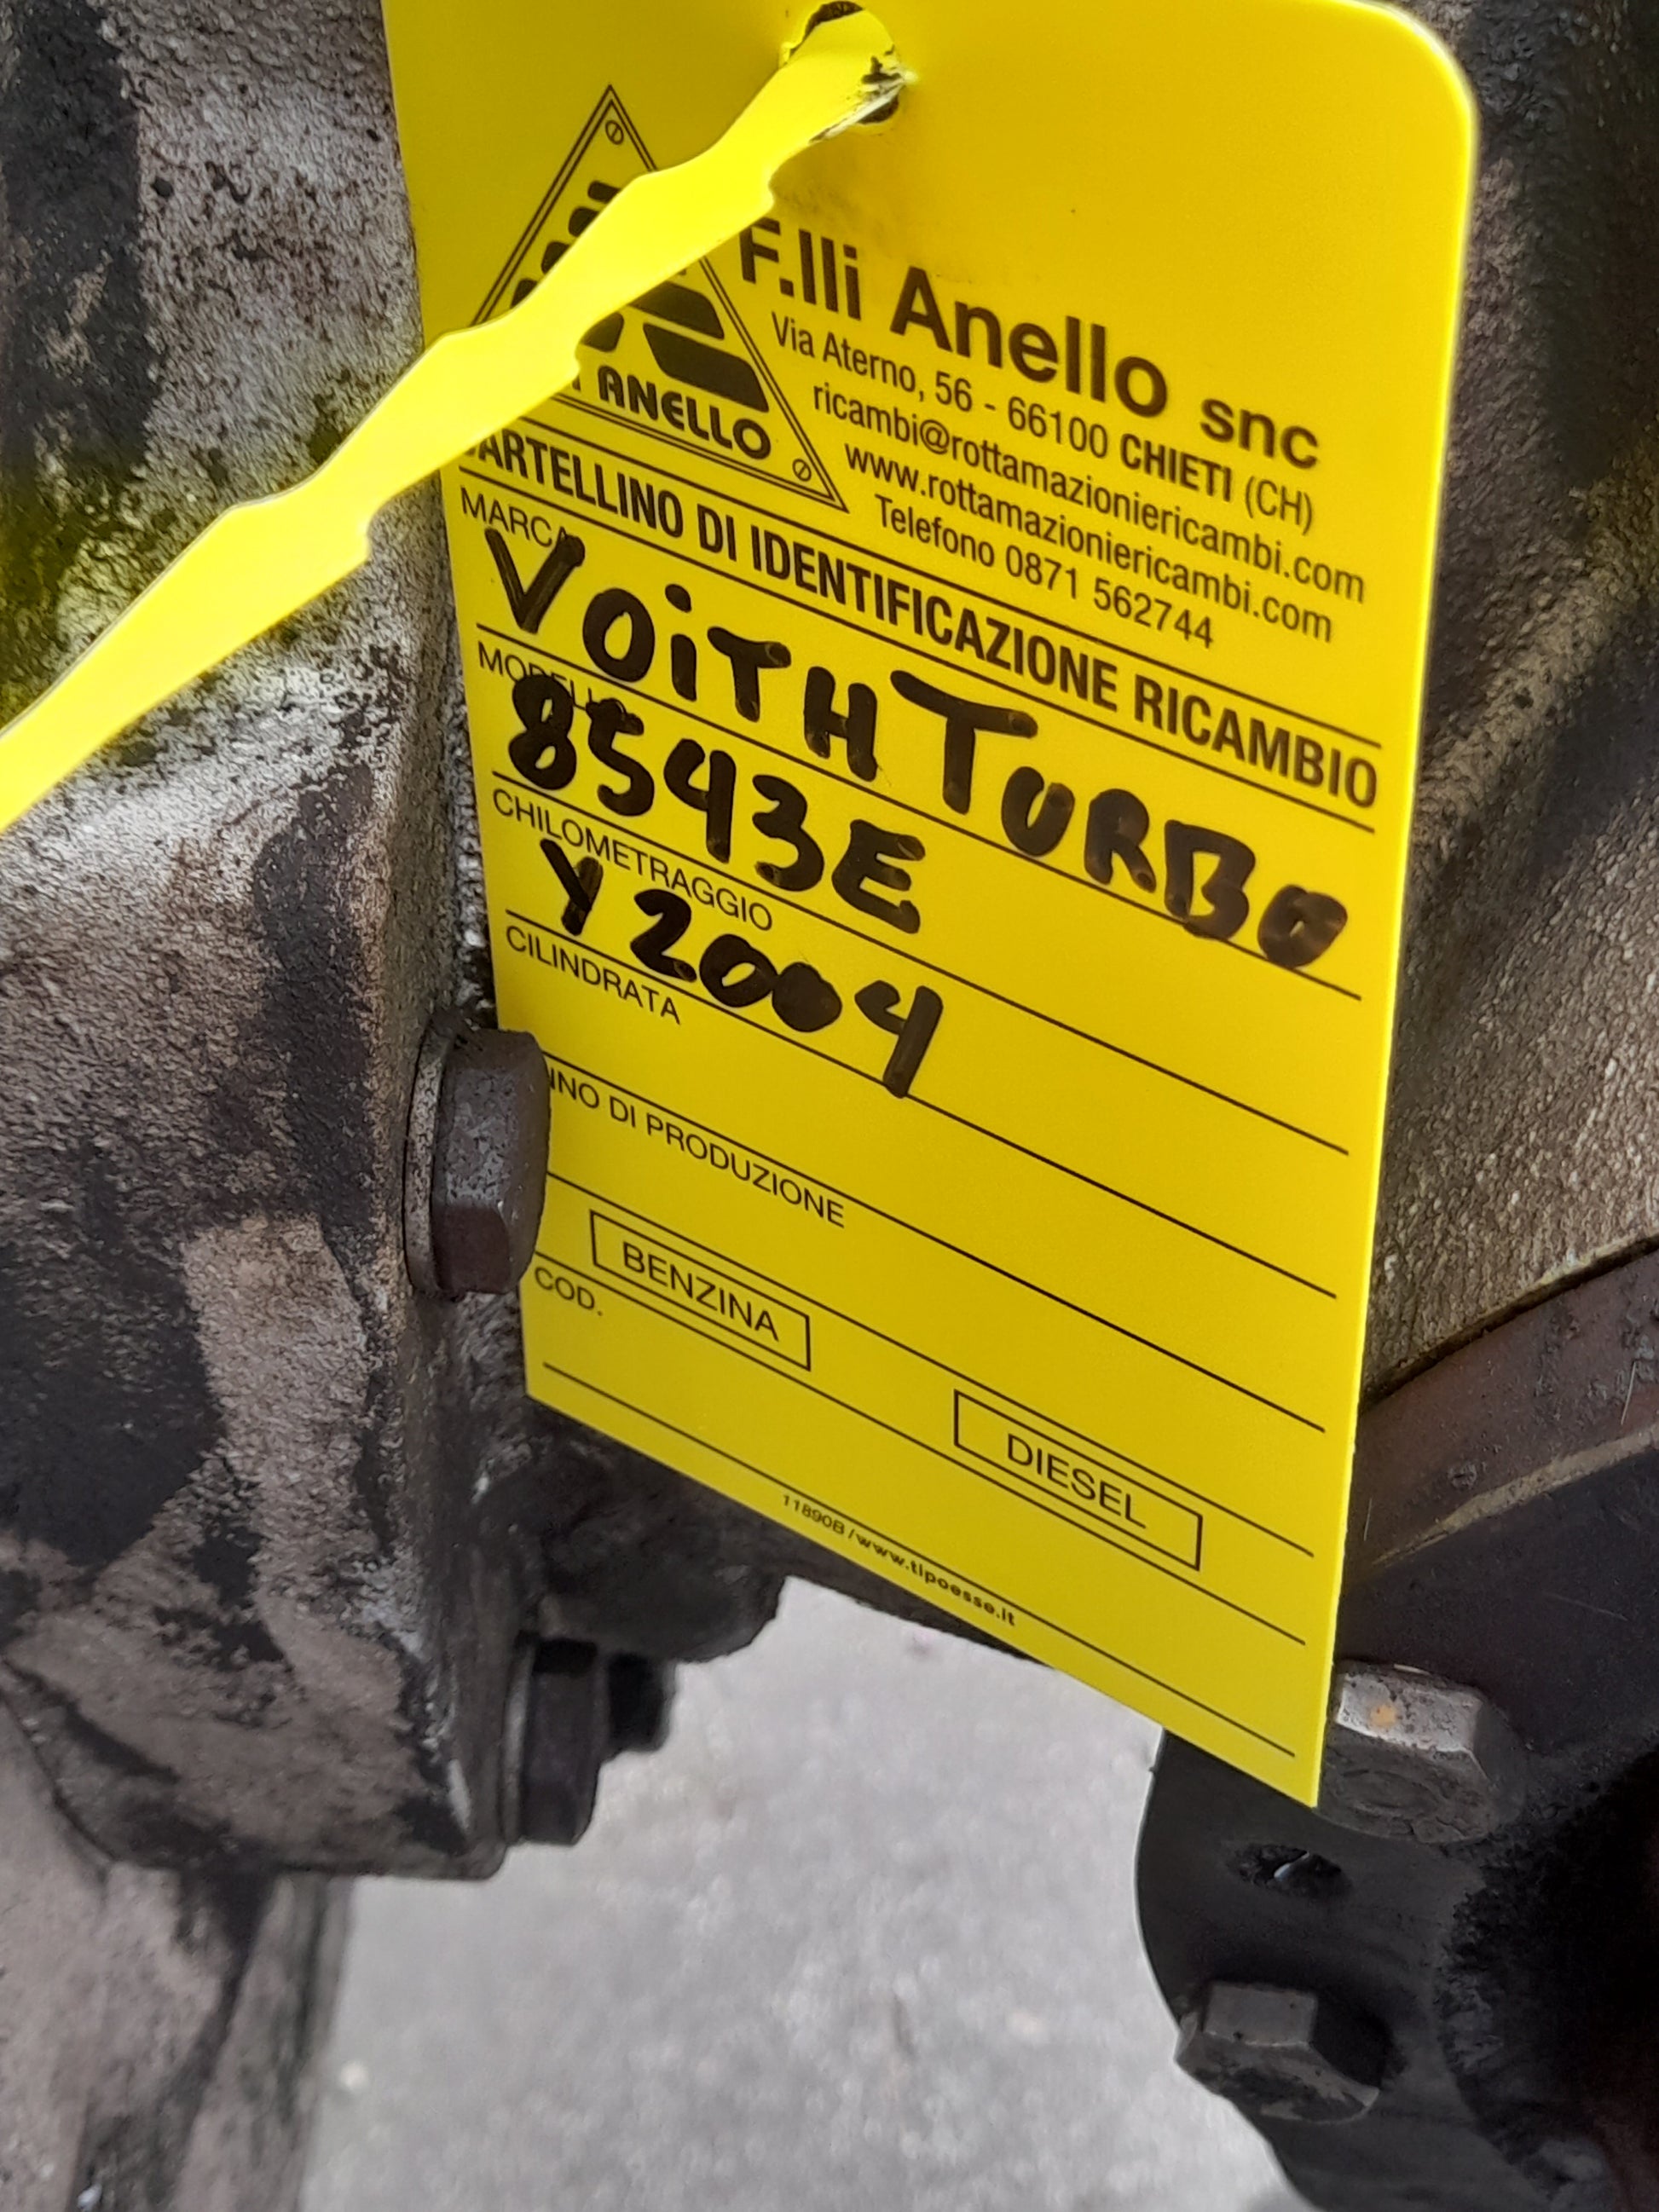 F.lli Anello snc
Via Aterno, 56 - 66100 CHIETI (CH)
ricambi@rottamazioniericambi.com
www.rottamazioniericambi.com
Telefono 0871 562744
ANELLO
CARTELLINO DI IDENTIFICAZIONE RICAMBIO
MARCA
VOiTH TURBO
MODELLO
8543E
CHILOMETRAGGIO
Y2004
CILINDRATA
ANNO DI PRODUZIONE
BENZINA
DIESEL
COD.
11890B / www.tipoesse.it